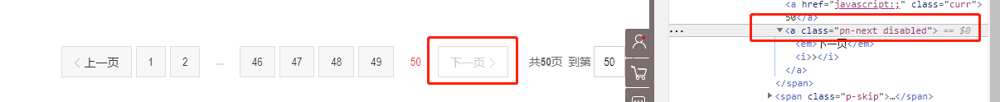 <a href="javascript:;" class="curr">
50</a>
<a class="pn-next disabled"> == $0
<em>下一页</em>
<i>></i>
</a>
</span>
<span class="p-skip">…</span>
上一页 1 2 ... 46 47 48 49 50 下一页 共50页 到第 50